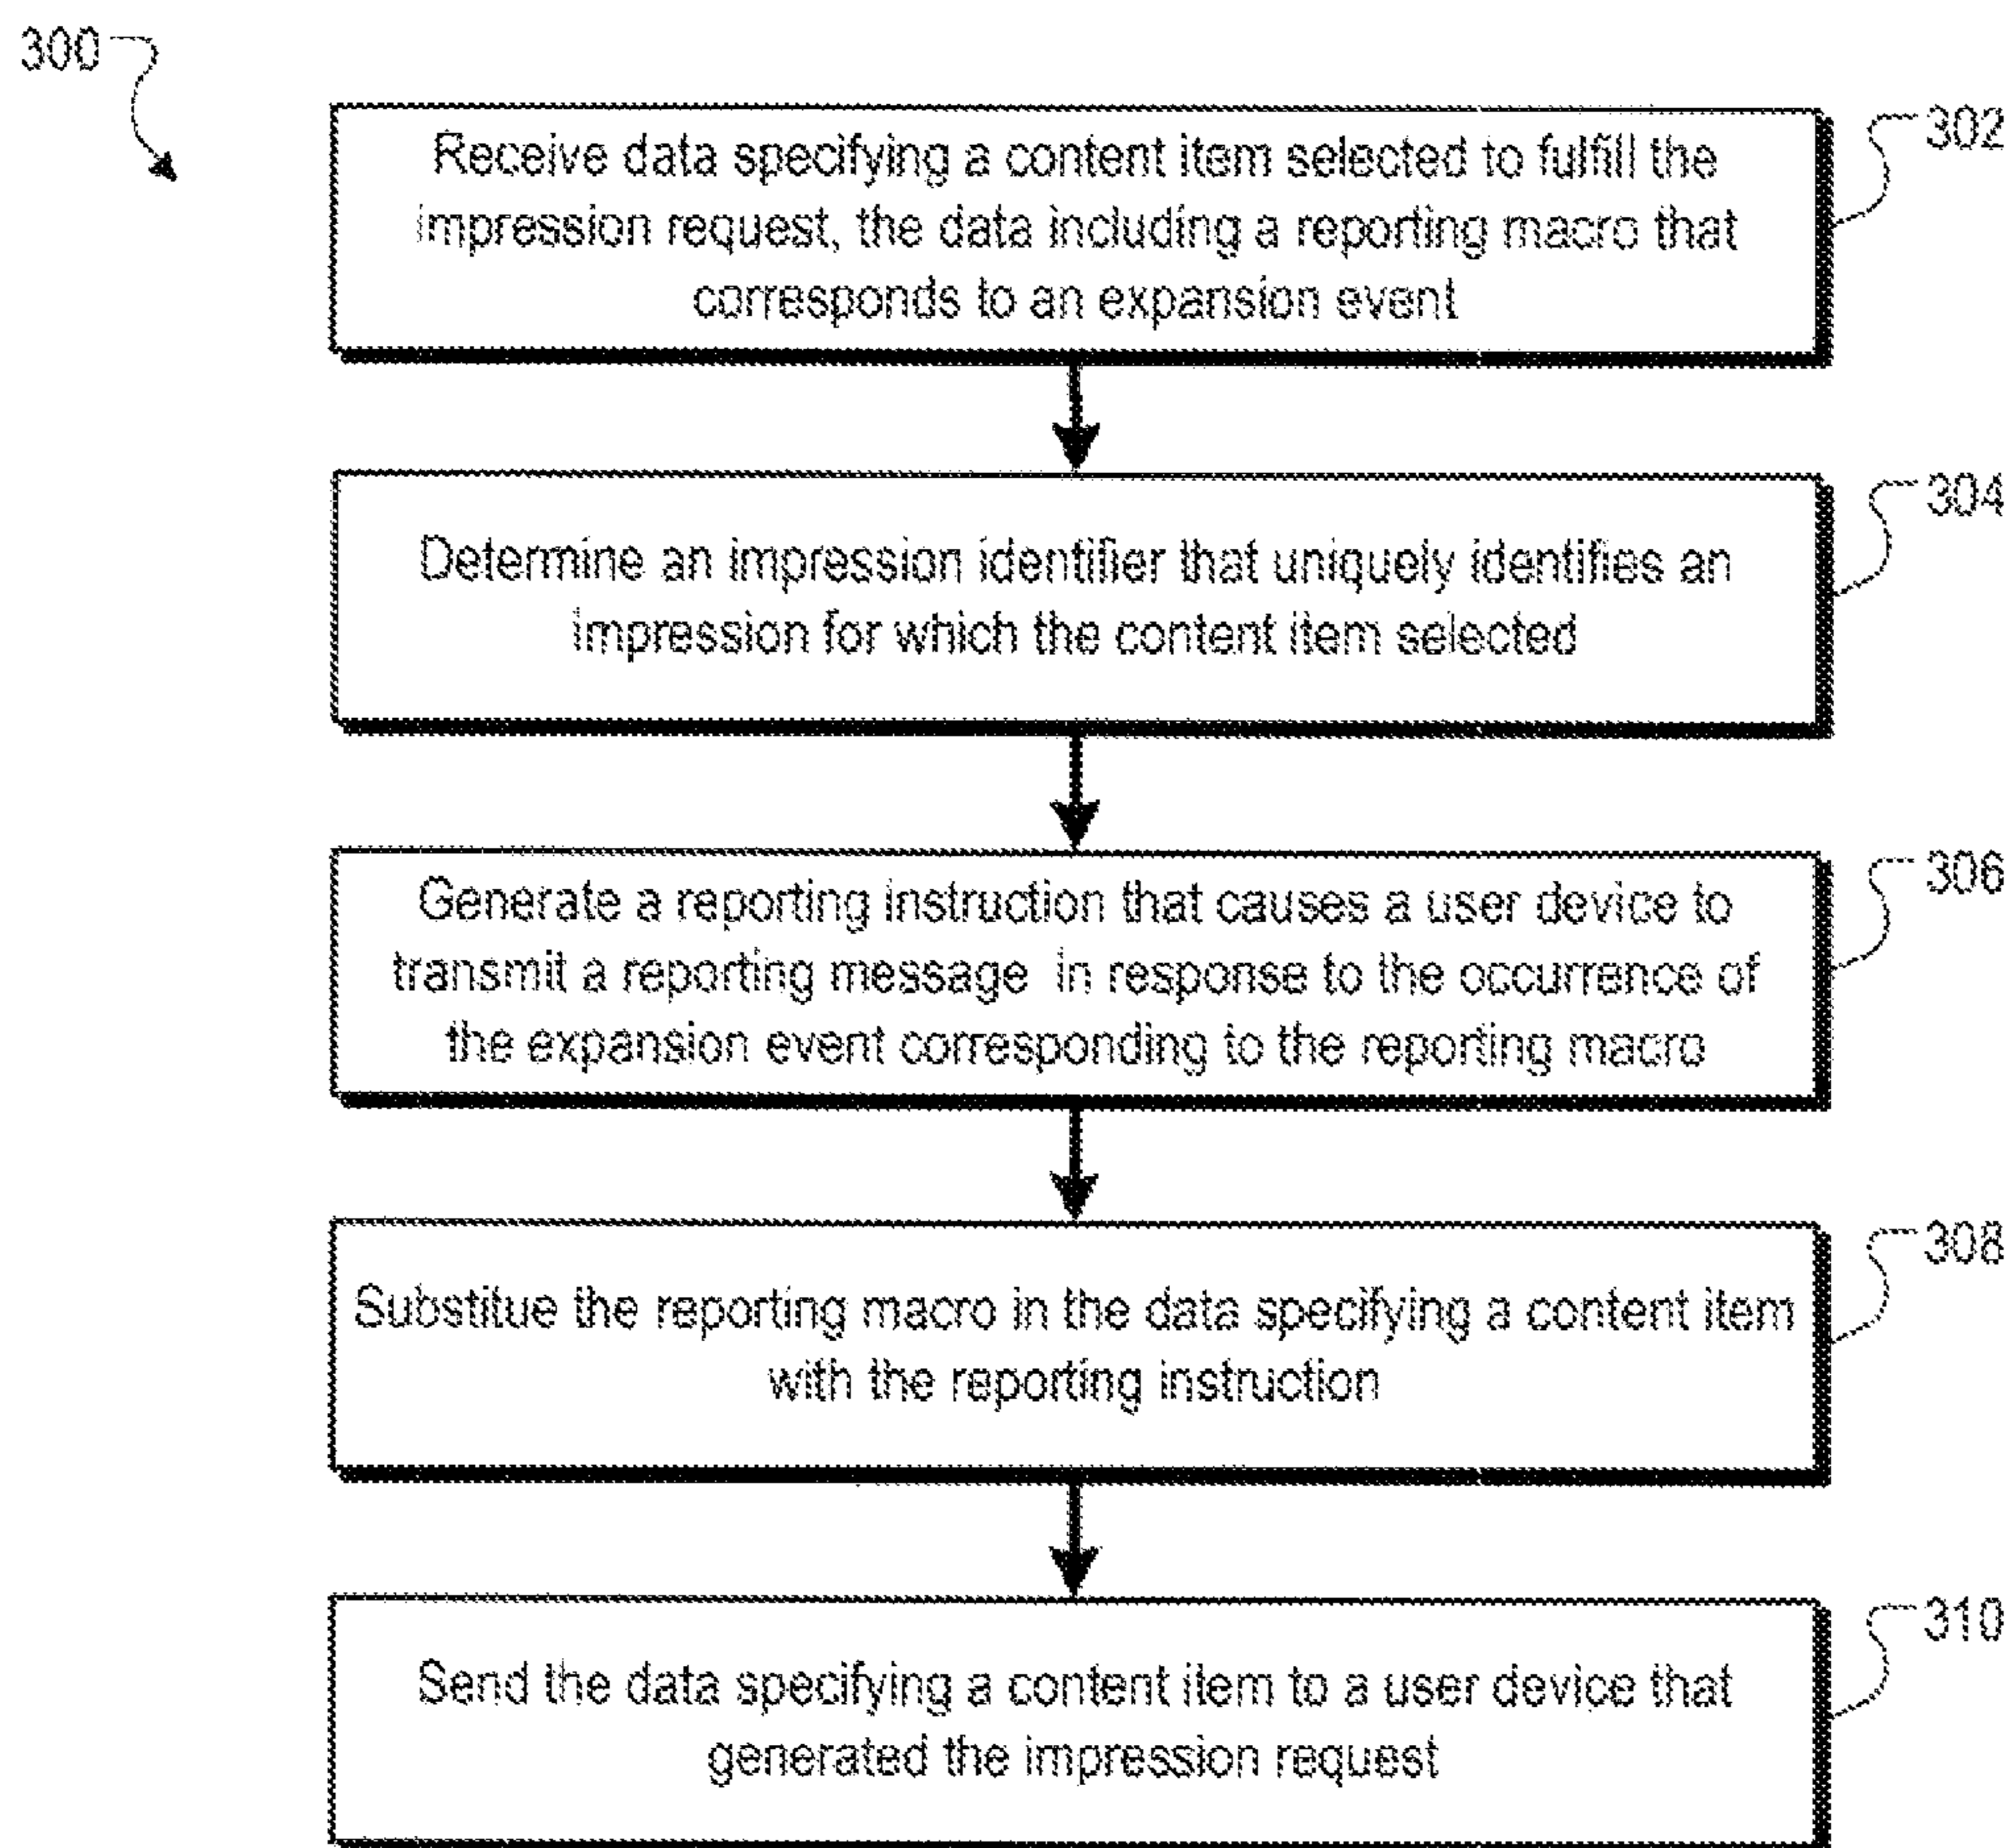 300
Receive data specifying a content item selected to fulfill the
impression request, the data including a reporting macro that
corresponds to an expansion event
302
Determine an impression identifier that uniquely identifies an
impression for which the content item selected
304
Generate a reporting instruction that causes a user device to
transmit a reporting message in response to the occurrence of
the expansion event corresponding to the reporting macro
306
Substitue the reporting macro in the data specifying a content item
with the reporting instruction
308
Send the data specifying a content item to a user device that
generated the impression request
310